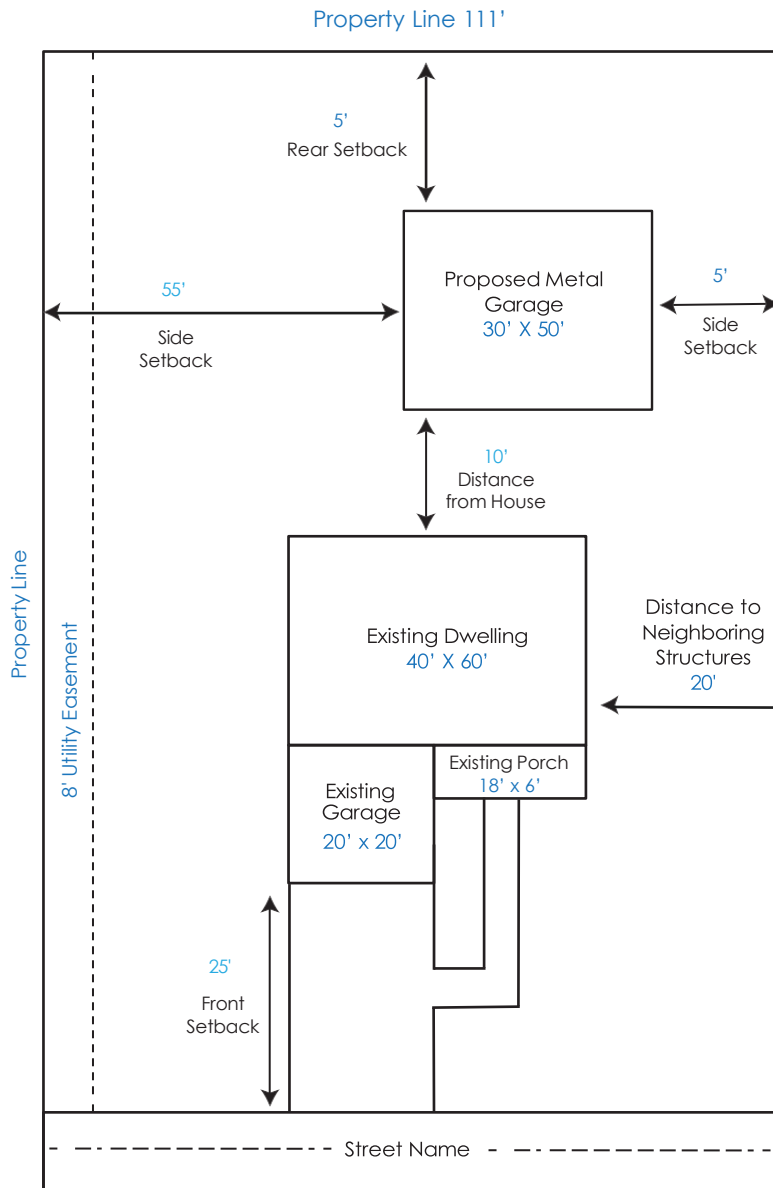 Property Line 111’
5’
Rear Setback
55’
Side
Setback
Proposed Metal
Garage
30’ X 50’
5’
Side
Setback
10’
Distance
from House
Property Line
8' Utility Easement
Existing Dwelling
40’ X 60’
Distance to
Neighboring
Structures
20'
Existing Porch
18’ x 6’
Existing
Garage
20’ x 20’
25'
Front
Setback
Street Name